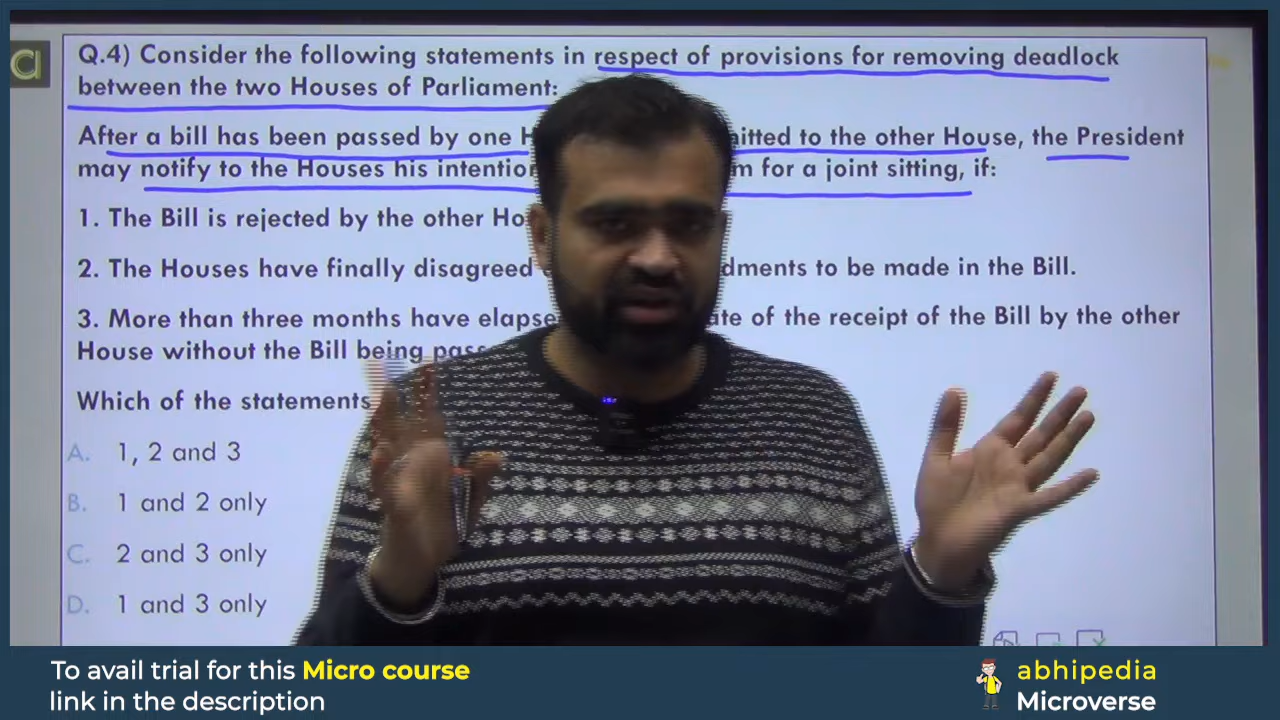 Q.4) Consider the following statements in respect of provisions for removing deadlock
between the two Houses of Parliament:
After a bill has been passed by one to the other House, the President
may notify to the Houses his intention for a joint sitting, if:
1. The Bill is rejected by the other
2. The Houses have finally disagreed to be made in the Bill.
3. More than three months have of the receipt of the Bill by the other
House without the Bill being
Which of the statements
A. 1, 2 and 3
B. 1 and 2 only
C. 2 and 3 only
D. 1 and 3 only
To avail trial for this Micro course
link in the description
abhipedia
Microverse